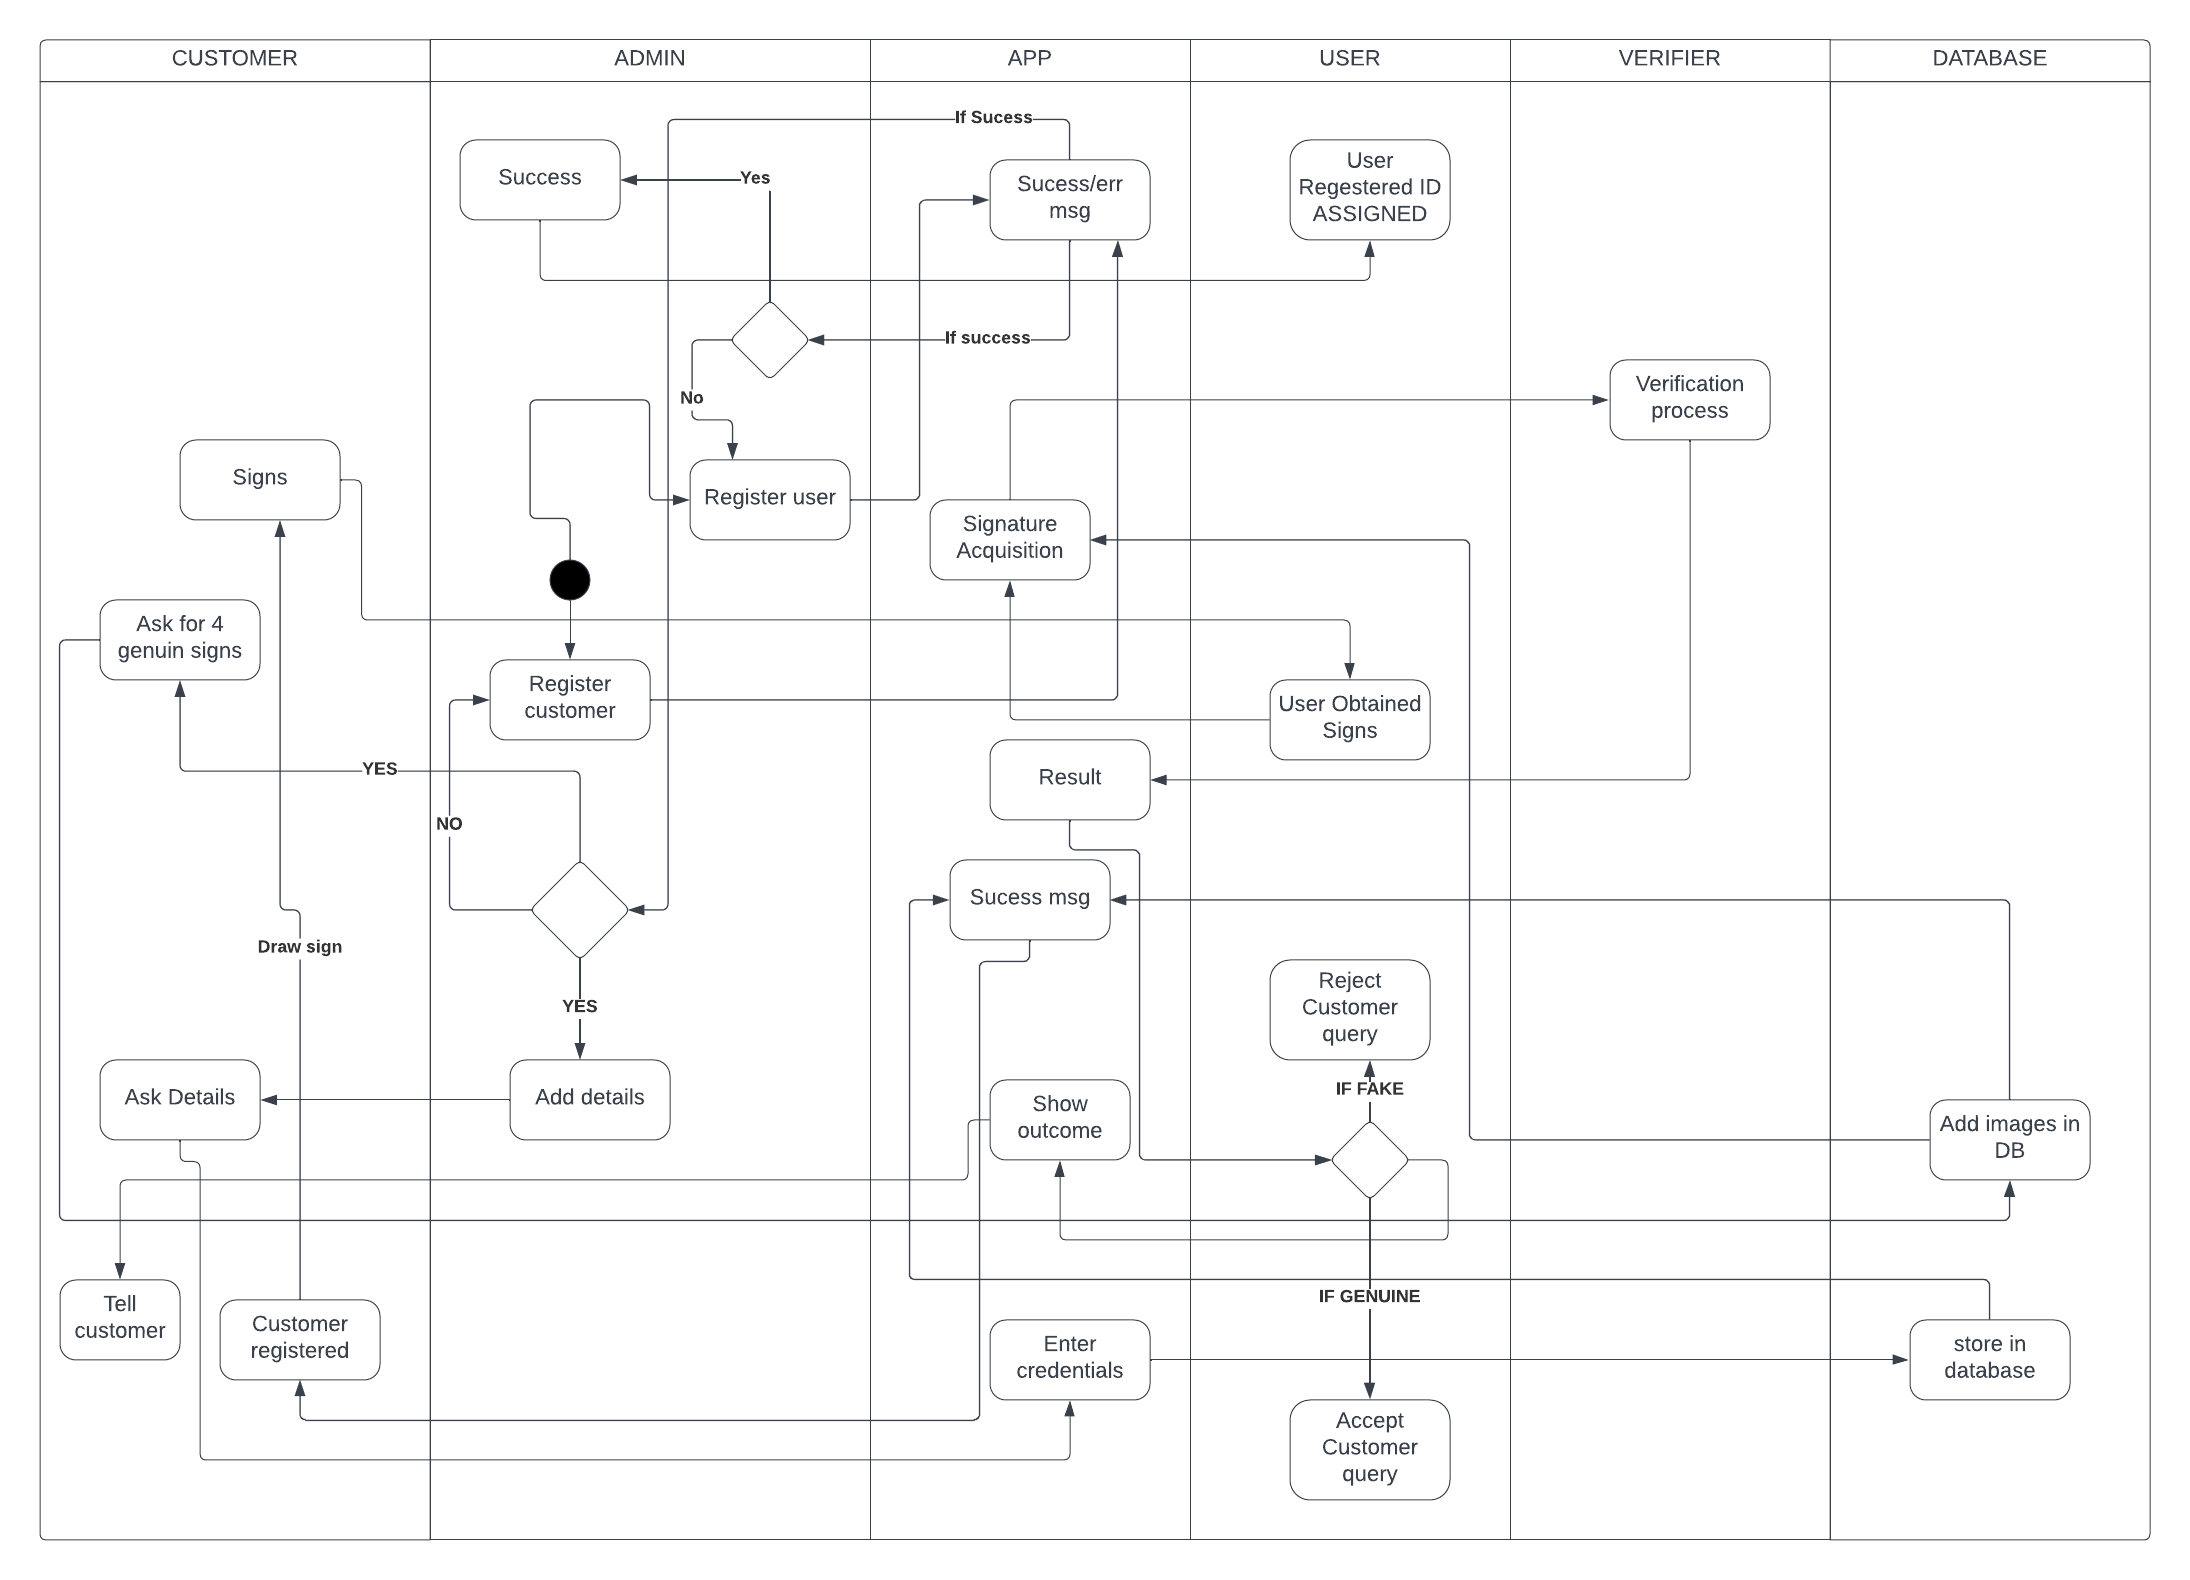 CUSTOMER
ADMIN
APP
USER
VERIFIER
DATABASE
If Sucess
Success
Yes
Sucess/err
msg
User
Regestered ID
ASSIGNED
If success
No
Verification
process
Signs
Register user
Signature
Acquisition
Ask for 4
genuin signs
Register
customer
User Obtained
Signs
YES
Result
NO
Sucess msg
Draw sign
Reject
Customer
query
YES
Ask Details
Add details
Show
outcome
IF FAKE
Add images in
DB
Tell
customer
Customer
registered
IF GENUINE
Enter
credentials
store in
database
Accept
Customer
query